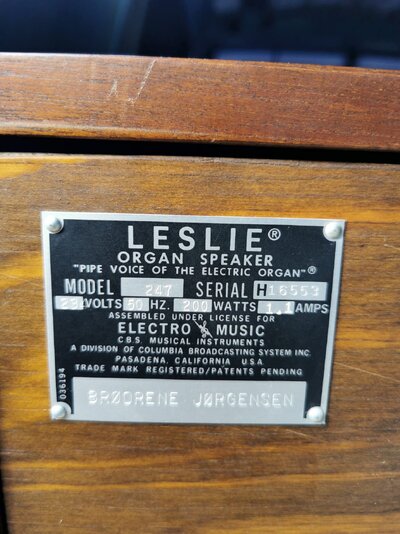 LESLIE®
ORGAN SPEAKER
"PIPE VOICE OF THE ELECTRIC ORGAN"®
MODEL 247 SERIAL H16553
VOLTS 50 HZ. 200 WATTS 1,1 AMPS
ASSEMBLED UNDER LICENSE FOR
ELECTRO MUSIC
C.B.S. MUSICAL INSTRUMENTS
A DIVISION OF COLUMBIA BROADCASTING SYSTEM INC.
PASADENA, CALIFORNIA U.S.A.
TRADE MARK REGISTERED/PATENTS PENDING
036194
BRØDRENE JØRGENSEN